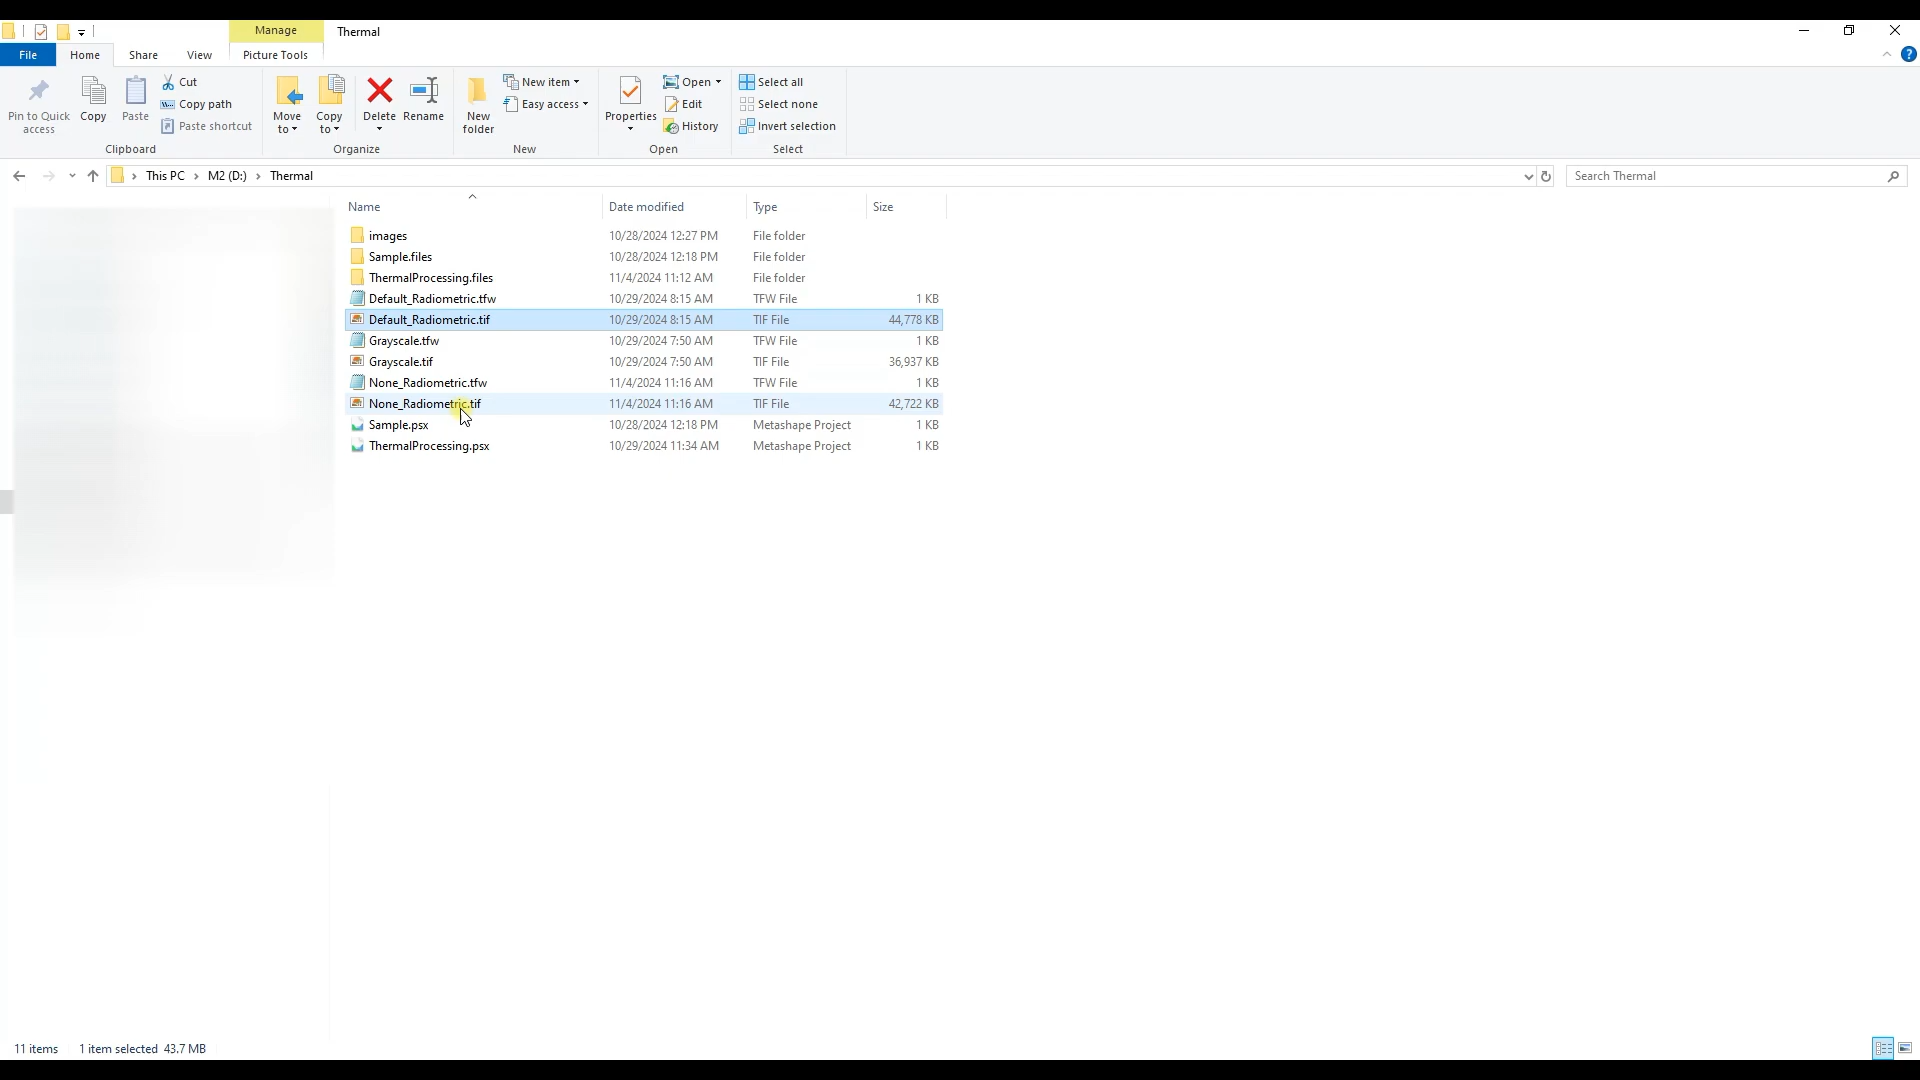 Manage Thermal
File Home Share View Picture Tools
Pin to Quick access Copy Paste Cut Copy path Paste shortcut Move to Copy to Delete Rename New folder New item Easy access Properties Open Edit History Select all Select none Invert selection
Clipboard Organize New Open Select
This PC M2 (D:) Thermal Search Thermal
Name Date modified Type Size
images 10/28/2024 12:27 PM File folder
Sample.files 10/28/2024 12:18 PM File folder
ThermalProcessing.files 11/4/2024 11:12 AM File folder
Default_Radiometric.tfw 10/29/2024 8:15 AM TFW File 1 KB
Default_Radiometric.tif 10/29/2024 8:15 AM TIF File 44,778 KB
Grayscale.tfw 10/29/2024 7:50 AM TFW File 1 KB
Grayscale.tif 10/29/2024 7:50 AM TIF File 36,937 KB
None_Radiometric.tfw 11/4/2024 11:16 AM TFW File 1 KB
None_Radiometric.tif 11/4/2024 11:16 AM TIF File 42,722 KB
Sample.psx 10/28/2024 12:18 PM Metashape Project 1 KB
ThermalProcessing.psx 10/29/2024 11:34 AM Metashape Project 1 KB
11 items 1 item selected 43.7 MB